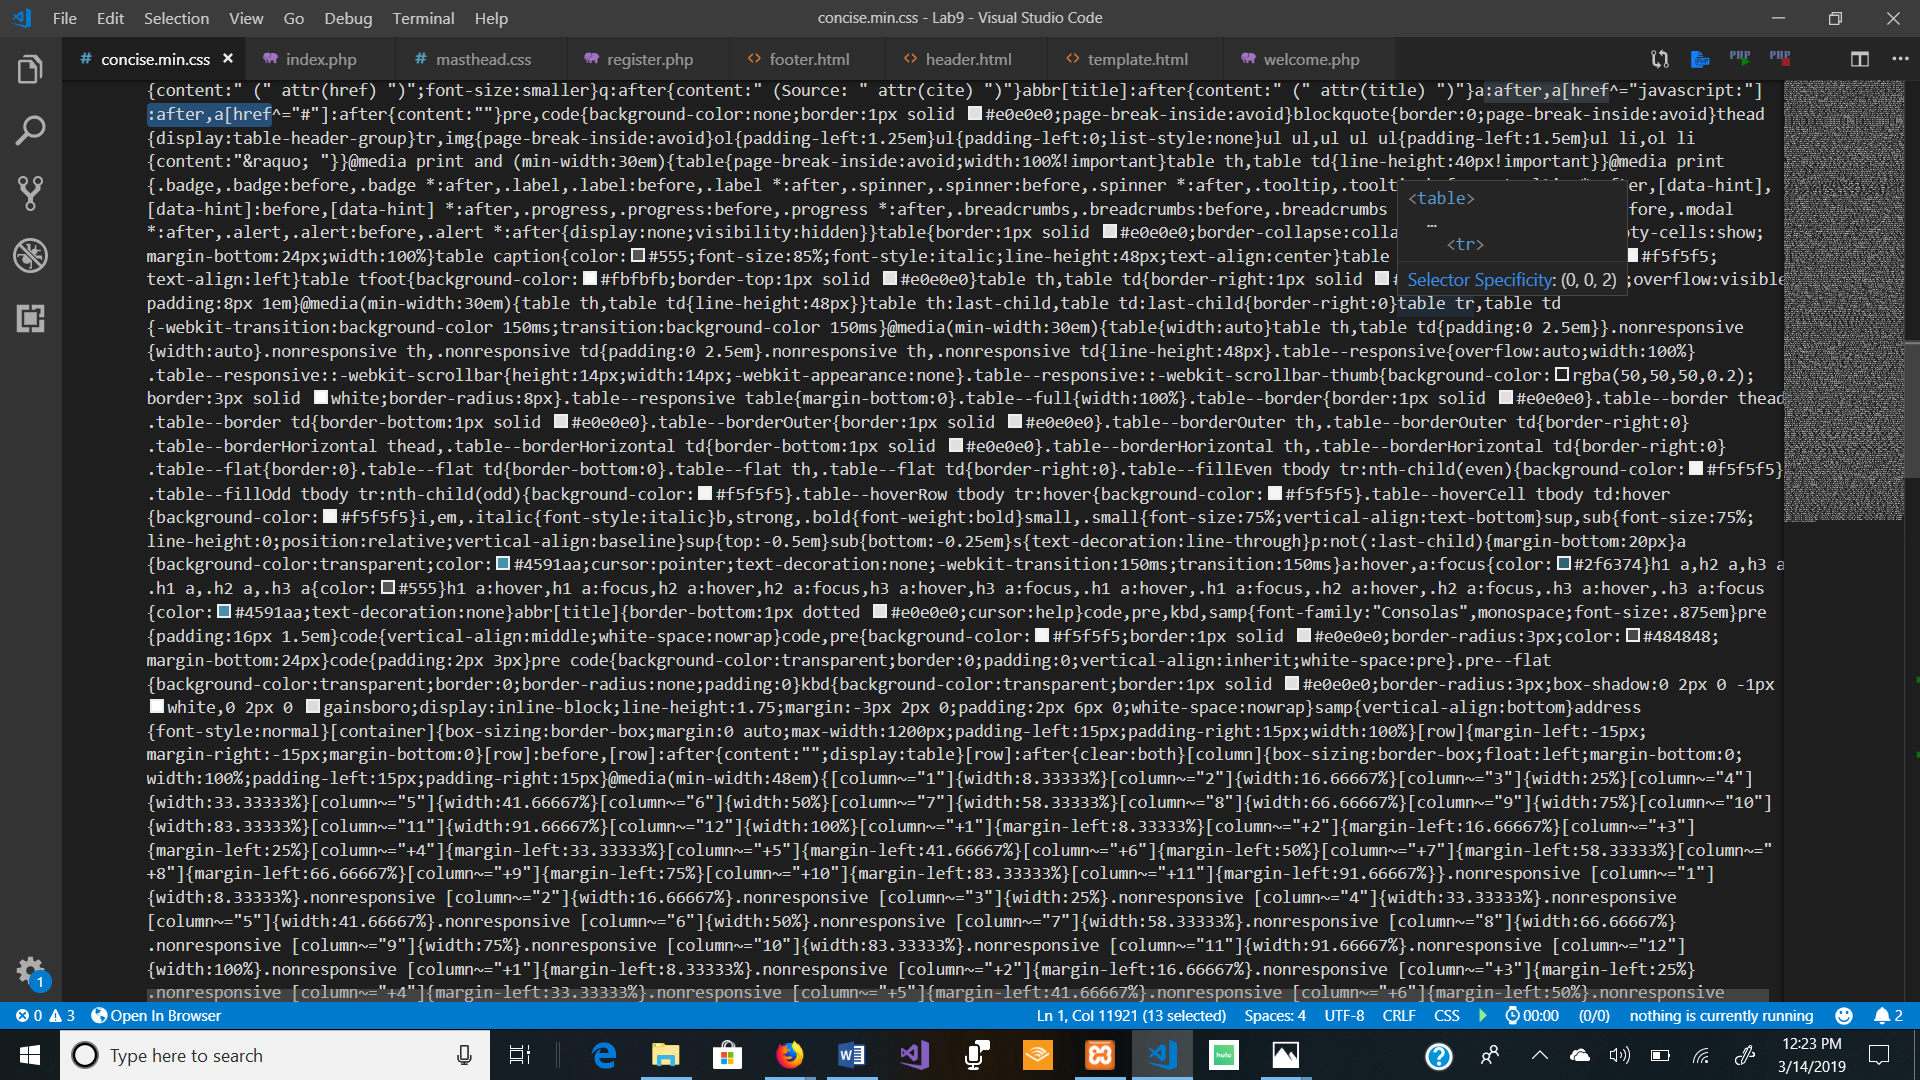 File Edit Selection View Go Debug Terminal Help
concise.min.css - Lab9 - Visual Studio Code
# concise.min.css × index.php # masthead.css register.php <> footer.html <> header.html <> template.html welcome.php
{content:" (" attr(href) ")";font-size:smaller}q:after{content:" (Source: " attr(cite) ")"}abbr[title]:after{content:" (" attr(title) ")"}a:after,a[href^="javascript:"]
:after,a[href^="#"]:after{content:""}pre,code{background-color:none;border:1px solid #e0e0e0;page-break-inside:avoid}blockquote{border:0;page-break-inside:avoid}thead
{display:table-header-group}tr,img{page-break-inside:avoid}ol{padding-left:1.25em}ul{padding-left:0;list-style:none}ul ul,ul ul ul{padding-left:1.5em}ul li,ol li
{content:"&raquo; "}}@media print and (min-width:30em){table{page-break-inside:avoid;width:100%!important}table th,table td{line-height:40px!important}}@media print
{.badge,.badge:before,.badge *:after,.label,.label:before,.label *:after,.spinner,.spinner:before,.spinner *:after,.tooltip,.toolti after,[data-hint],
[data-hint]:before,[data-hint] *:after,.progress,.progress:before,.progress *:after,.breadcrumbs,.breadcrumbs:before,.breadcrumbs efore,.modal
*:after,.alert,.alert:before,.alert *:after{display:none;visibility:hidden}}table{border:1px solid #e0e0e0;border-collapse:colla pty-cells:show;
margin-bottom:24px;width:100%}table caption{color:#555;font-size:85%;font-style:italic;line-height:48px;text-align:center}table #f5f5f5;
text-align:left}table tfoot{background-color:#fbfbfb;border-top:1px solid #e0e0e0}table th,table td{border-right:1px solid # ;overflow:visible
<table>
…
<tr>
Selector Specificity: (0, 0, 2)
padding:8px 1em}@media(min-width:30em){table th,table td{line-height:48px}}table th:last-child,table td:last-child{border-right:0}table tr,table td
{-webkit-transition:background-color 150ms;transition:background-color 150ms}@media(min-width:30em){table{width:auto}table th,table td{padding:0 2.5em}}.nonresponsive
{width:auto}.nonresponsive th,.nonresponsive td{padding:0 2.5em}.nonresponsive th,.nonresponsive td{line-height:48px}.table--responsive{overflow:auto;width:100%}
.table--responsive::-webkit-scrollbar{height:14px;width:14px;-webkit-appearance:none}.table--responsive::-webkit-scrollbar-thumb{background-color:rgba(50,50,50,0.2);
border:3px solid white;border-radius:8px}.table--responsive table{margin-bottom:0}.table--full{width:100%}.table--border{border:1px solid #e0e0e0}.table--border thead
.table--border td{border-bottom:1px solid #e0e0e0}.table--borderOuter{border:1px solid #e0e0e0}.table--borderOuter th,.table--borderOuter td{border-right:0}
.table--borderHorizontal thead,.table--borderHorizontal td{border-bottom:1px solid #e0e0e0}.table--borderHorizontal th,.table--borderHorizontal td{border-right:0}
.table--flat{border:0}.table--flat td{border-bottom:0}.table--flat th,.table--flat td{border-right:0}.table--fillEven tbody tr:nth-child(even){background-color:#f5f5f5}
.table--fillOdd tbody tr:nth-child(odd){background-color:#f5f5f5}.table--hoverRow tbody tr:hover{background-color:#f5f5f5}.table--hoverCell tbody td:hover
{background-color:#f5f5f5}i,em,.italic{font-style:italic}b,strong,.bold{font-weight:bold}small,.small{font-size:75%;vertical-align:text-bottom}sup,sub{font-size:75%;
line-height:0;position:relative;vertical-align:baseline}sup{top:-0.5em}sub{bottom:-0.25em}s{text-decoration:line-through}p:not(:last-child){margin-bottom:20px}a
{background-color:transparent;color:#4591aa;cursor:pointer;text-decoration:none;-webkit-transition:150ms;transition:150ms}a:hover,a:focus{color:#2f6374}h1 a,h2 a,h3 a
.h1 a,.h2 a,.h3 a{color:#555}h1 a:hover,h1 a:focus,h2 a:hover,h2 a:focus,h3 a:hover,h3 a:focus,.h1 a:hover,.h1 a:focus,.h2 a:hover,.h2 a:focus,.h3 a:hover,.h3 a:focus
{color:#4591aa;text-decoration:none}abbr[title]{border-bottom:1px dotted #e0e0e0;cursor:help}code,pre,kbd,samp{font-family:"Consolas",monospace;font-size:.875em}pre
{padding:16px 1.5em}code{vertical-align:middle;white-space:nowrap}code,pre{background-color:#f5f5f5;border:1px solid #e0e0e0;border-radius:3px;color:#484848;
margin-bottom:24px}code{padding:2px 3px}pre code{background-color:transparent;border:0;padding:0;vertical-align:inherit;white-space:pre}.pre--flat
{background-color:transparent;border:0;border-radius:none;padding:0}kbd{background-color:transparent;border:1px solid #e0e0e0;border-radius:3px;box-shadow:0 2px 0 -1px
white,0 2px 0 gainsboro;display:inline-block;line-height:1.75;margin:-3px 2px 0;padding:2px 6px 0;white-space:nowrap}samp{vertical-align:bottom}address
{font-style:normal}[container]{box-sizing:border-box;margin:0 auto;max-width:1200px;padding-left:15px;padding-right:15px;width:100%}[row]{margin-left:-15px;
margin-right:-15px;margin-bottom:0}[row]:before,[row]:after{content:"";display:table}[row]:after{clear:both}[column]{box-sizing:border-box;float:left;margin-bottom:0;
width:100%;padding-left:15px;padding-right:15px}@media(min-width:48em){[column~="1"]{width:8.33333%}[column~="2"]{width:16.66667%}[column~="3"]{width:25%}[column~="4"]
{width:33.33333%}[column~="5"]{width:41.66667%}[column~="6"]{width:50%}[column~="7"]{width:58.33333%}[column~="8"]{width:66.66667%}[column~="9"]{width:75%}[column~="10"]
{width:83.33333%}[column~="11"]{width:91.66667%}[column~="12"]{width:100%}[column~="+1"]{margin-left:8.33333%}[column~="+2"]{margin-left:16.66667%}[column~="+3"]
{margin-left:25%}[column~="+4"]{margin-left:33.33333%}[column~="+5"]{margin-left:41.66667%}[column~="+6"]{margin-left:50%}[column~="+7"]{margin-left:58.33333%}[column~="
+8"]{margin-left:66.66667%}[column~="+9"]{margin-left:75%}[column~="+10"]{margin-left:83.33333%}[column~="+11"]{margin-left:91.66667%}}.nonresponsive [column~="1"]
{width:8.33333%}.nonresponsive [column~="2"]{width:16.66667%}.nonresponsive [column~="3"]{width:25%}.nonresponsive [column~="4"]{width:33.33333%}.nonresponsive
[column~="5"]{width:41.66667%}.nonresponsive [column~="6"]{width:50%}.nonresponsive [column~="7"]{width:58.33333%}.nonresponsive [column~="8"]{width:66.66667%}
.nonresponsive [column~="9"]{width:75%}.nonresponsive [column~="10"]{width:83.33333%}.nonresponsive [column~="11"]{width:91.66667%}.nonresponsive [column~="12"]
{width:100%}.nonresponsive [column~="+1"]{margin-left:8.33333%}.nonresponsive [column~="+2"]{margin-left:16.66667%}.nonresponsive [column~="+3"]{margin-left:25%}
.nonresponsive [column~="+4"]{margin-left:33.33333%}.nonresponsive [column~="+5"]{margin-left:41.66667%}.nonresponsive [column~="+6"]{margin-left:50%}.nonresponsive
1
0 3 Open In Browser Ln 1, Col 11921 (13 selected) Spaces: 4 UTF-8 CRLF CSS 00:00 (0/0) nothing is currently running 2
Type here to search
hulu
12:23 PM
3/14/2019